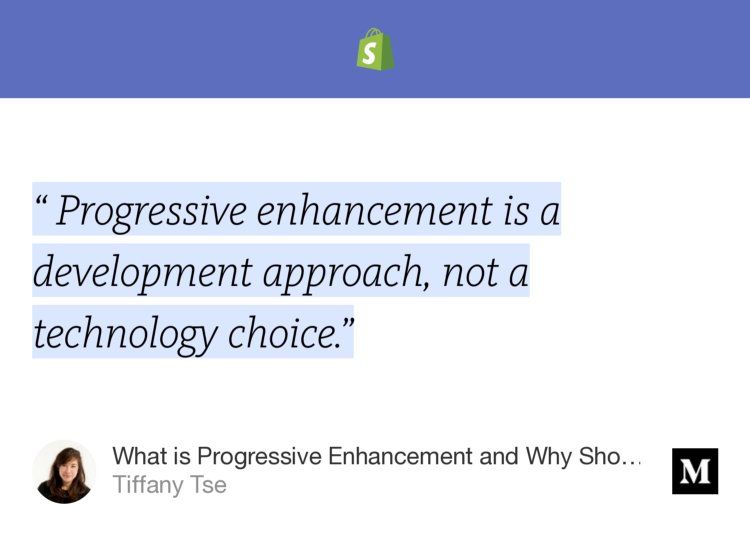 S
“ Progressive enhancement is a
development approach, not a
technology choice.”
What is Progressive Enhancement and Why Sho…
Tiffany Tse
M